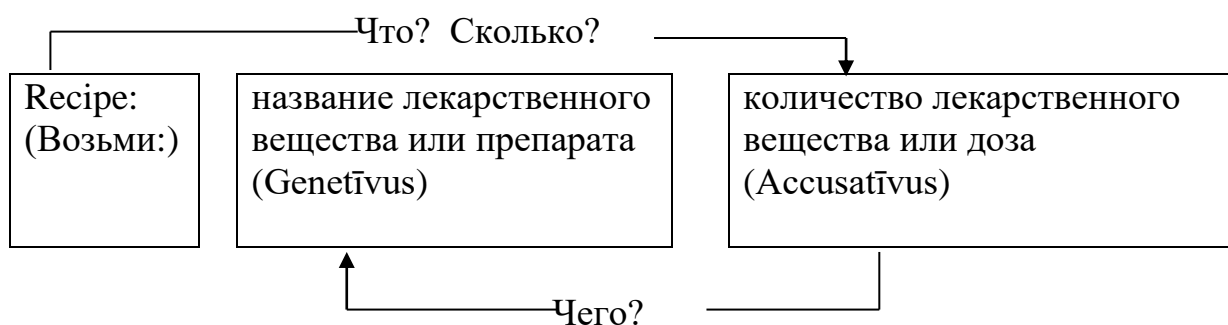 Что? Сколько?
Recipe:
(Возьми:)
название лекарственного
вещества или препарата
(Genetīvus)
количество лекарственного
вещества или доза
(Accusatīvus)
Чего?